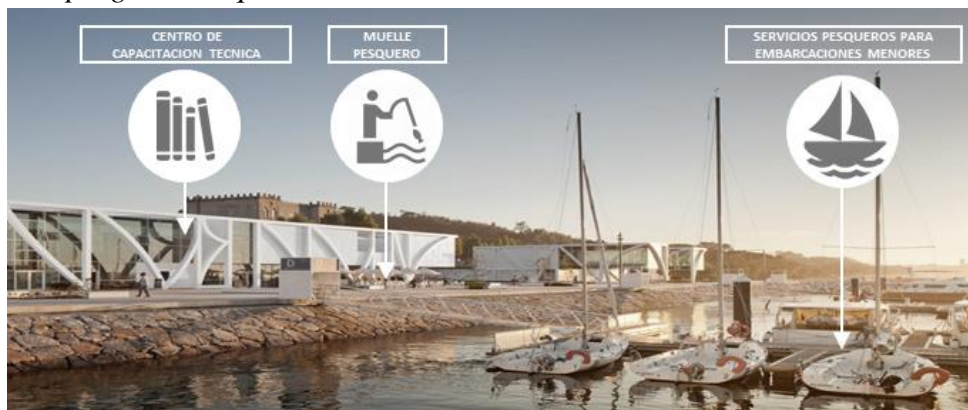 CENTRO DE
CAPACITACION TECNICA
MUELLE
PESQUERO
SERVICIOS PESQUEROS PARA
EMBARCACIONES MENORES
D